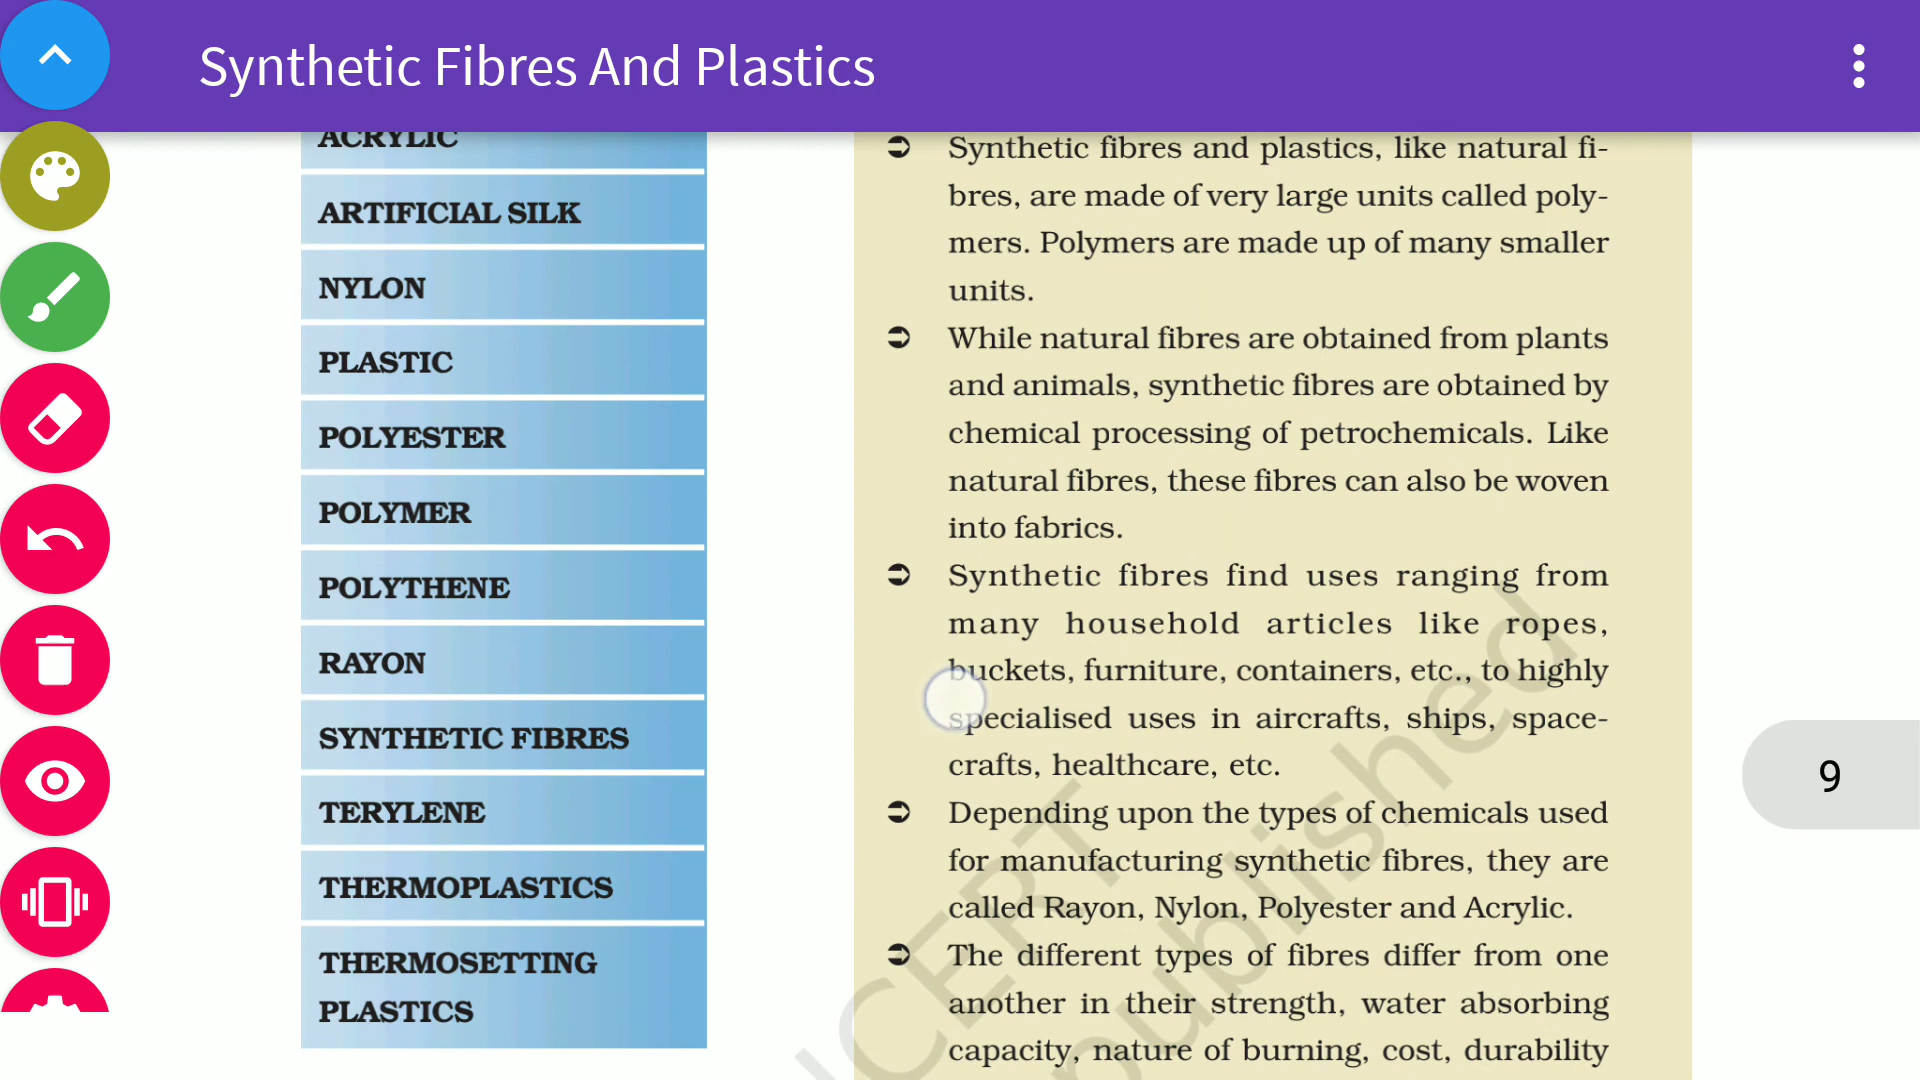 Synthetic Fibres And Plastics
ACRYLIC
ARTIFICIAL SILK
NYLON
PLASTIC
POLYESTER
POLYMER
POLYTHENE
RAYON
SYNTHETIC FIBRES
TERYLENE
THERMOPLASTICS
THERMOSETTING
PLASTICS
Synthetic fibres and plastics, like natural fi-
bres, are made of very large units called poly-
mers. Polymers are made up of many smaller
units.
While natural fibres are obtained from plants
and animals, synthetic fibres are obtained by
chemical processing of petrochemicals. Like
natural fibres, these fibres can also be woven
into fabrics.
Synthetic fibres find uses ranging from
many household articles like ropes,
buckets, furniture, containers, etc., to highly
specialised uses in aircrafts, ships, space-
crafts, healthcare, etc.
Depending upon the types of chemicals used
for manufacturing synthetic fibres, they are
called Rayon, Nylon, Polyester and Acrylic.
The different types of fibres differ from one
another in their strength, water absorbing
capacity, nature of burning, cost, durability
9
NCERT
published